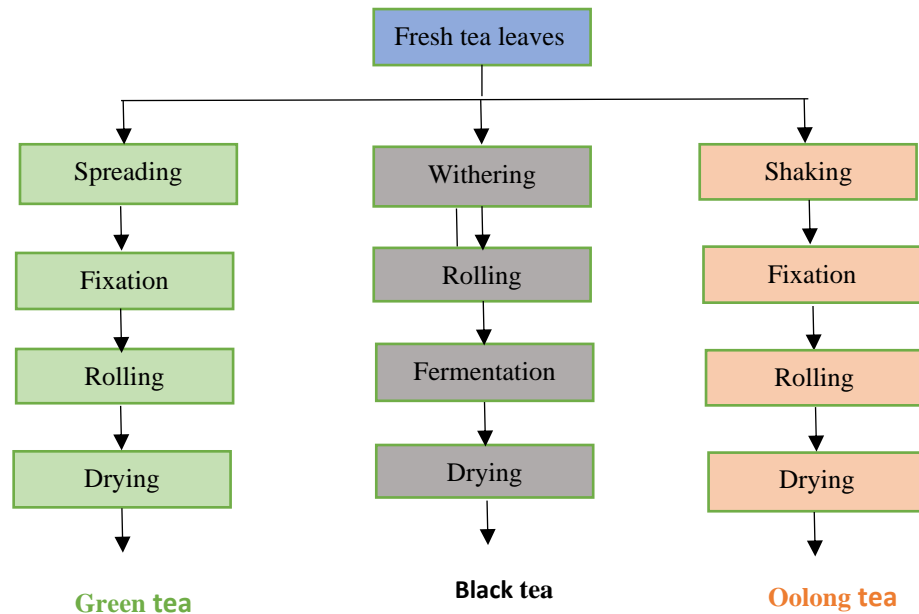 Fresh tea leaves
Spreading
Withering
Shaking
Fixation
Rolling
Fixation
Rolling
Fermentation
Rolling
Drying
Drying
Drying
Green tea
Black tea
Oolong tea